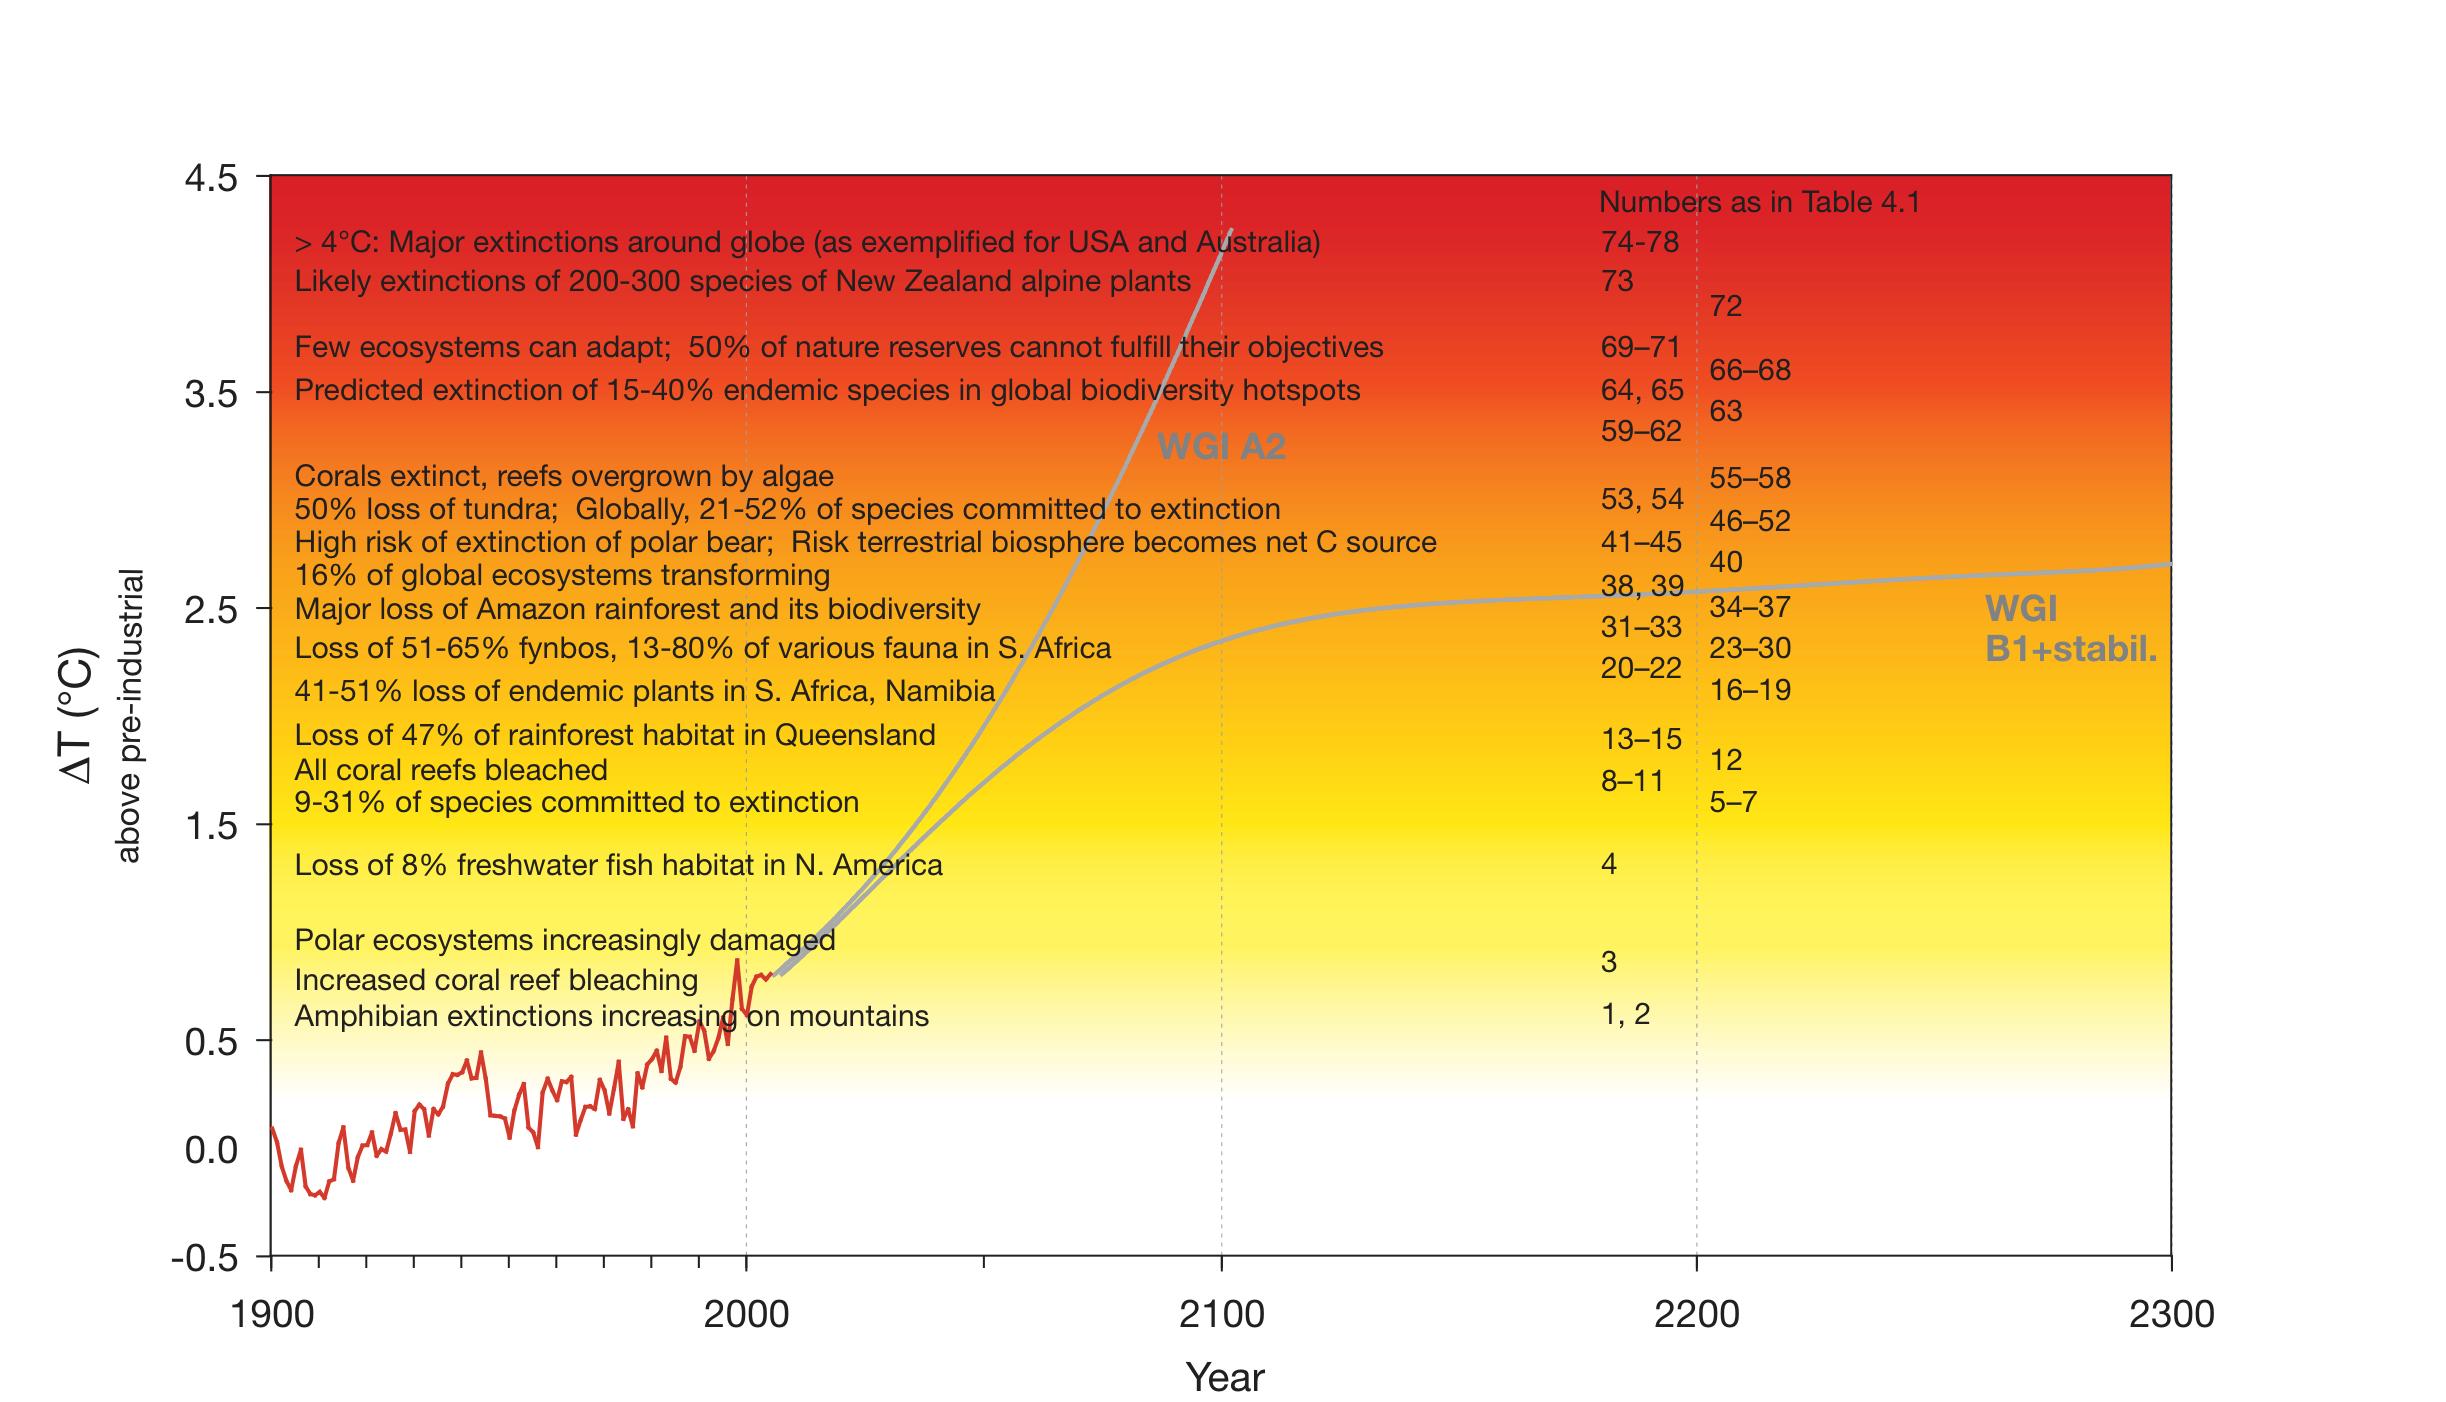 4.5
3.5
2.5
1.5
0.5
0.0
-0.5
ΔT (°C)
above pre-industrial
Numbers as in Table 4.1
> 4°C: Major extinctions around globe (as exemplified for USA and Australia) 74-78
Likely extinctions of 200-300 species of New Zealand alpine plants 73
72
Few ecosystems can adapt; 50% of nature reserves cannot fulfill their objectives 69–71
66–68
Predicted extinction of 15-40% endemic species in global biodiversity hotspots 64, 65
63
59–62
WGI A2
Corals extinct, reefs overgrown by algae 55–58
53, 54
50% loss of tundra; Globally, 21-52% of species committed to extinction
46–52
High risk of extinction of polar bear; Risk terrestrial biosphere becomes net C source 41–45
40
16% of global ecosystems transforming
38, 39
Major loss of Amazon rainforest and its biodiversity 34–37
WGI
B1+stabil.
31–33
Loss of 51-65% fynbos, 13-80% of various fauna in S. Africa 23–30
20–22
41-51% loss of endemic plants in S. Africa, Namibia 16–19
Loss of 47% of rainforest habitat in Queensland 13–15
12
All coral reefs bleached
8–11
9-31% of species committed to extinction 5–7
Loss of 8% freshwater fish habitat in N. America 4
Polar ecosystems increasingly damaged
3
Increased coral reef bleaching
Amphibian extinctions increasing on mountains 1, 2
1900 2000 2100 2200 2300
Year